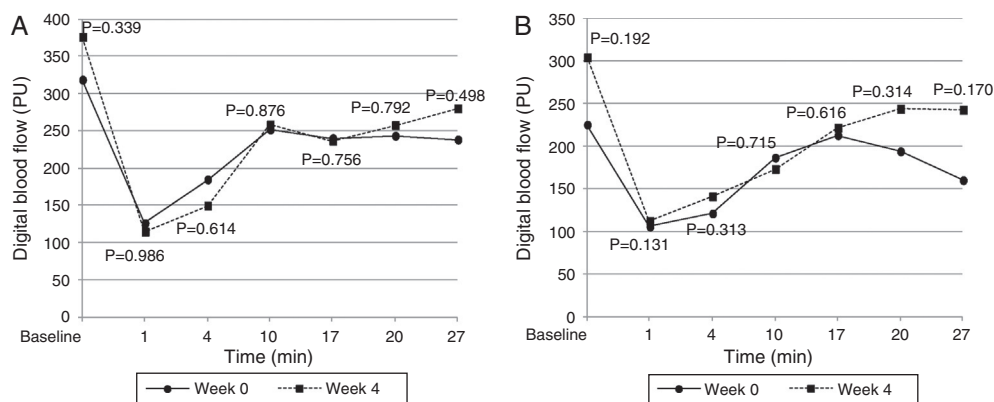 A
Digital blood flow (PU)
400
350
300
250
200
150
100
50
0
P=0.339
P=0.986
P=0.614
P=0.876
P=0.756
P=0.792
P=0.498
Baseline 1 4 10 17 20 27
Time (min)
Week 0 Week 4
B
Digital blood flow (PU)
350
300
250
200
150
100
50
0
P=0.192
P=0.131
P=0.313
P=0.715
P=0.616
P=0.314
P=0.170
Baseline 1 4 10 17 20 27
Time (min)
Week 0 Week 4